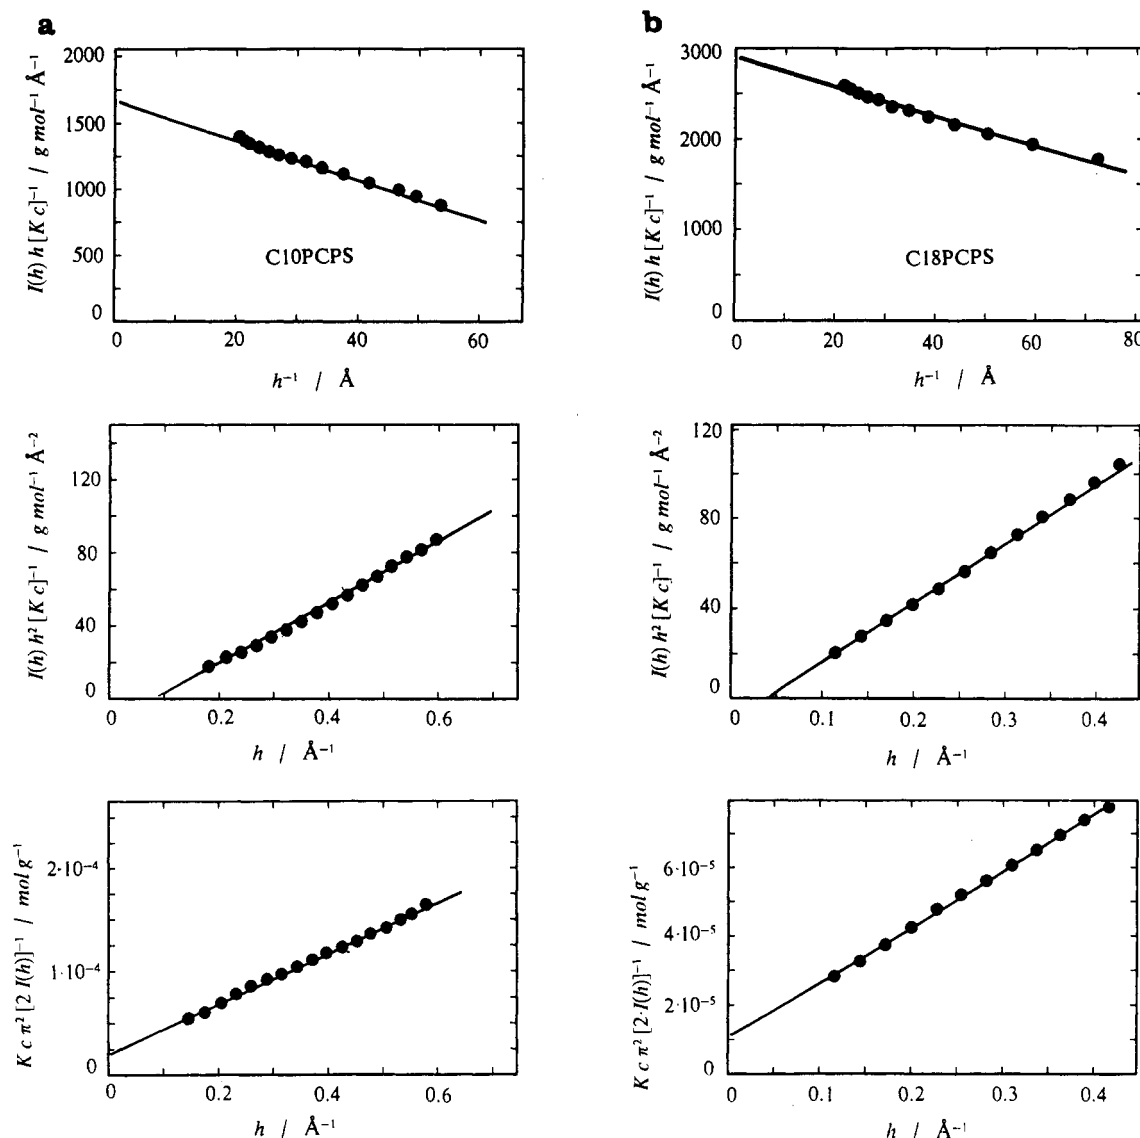 a
I(h) h [K c]⁻¹ / g mol⁻¹ Å⁻¹
2000
1500
1000
500
0
C10PCPS
0 20 40 60
h⁻¹ / Å
b
I(h) h [K c]⁻¹ / g mol⁻¹ Å⁻¹
3000
2000
1000
0
C18PCPS
0 20 40 60 80
h⁻¹ / Å
I(h) h² [K c]⁻¹ / g mol⁻¹ Å⁻²
120
80
40
0
0 0.2 0.4 0.6
h / Å⁻¹
I(h) h² [K c]⁻¹ / g mol⁻¹ Å⁻²
120
80
40
0
0 0.1 0.2 0.3 0.4
h / Å⁻¹
K c π² [2 I(h)]⁻¹ / mol g⁻¹
2·10⁻⁴
1·10⁻⁴
0
0 0.2 0.4 0.6
h / Å⁻¹
K c π² [2·I(h)]⁻¹ / mol g⁻¹
6·10⁻⁵
4·10⁻⁵
2·10⁻⁵
0
0 0.1 0.2 0.3 0.4
h / Å⁻¹